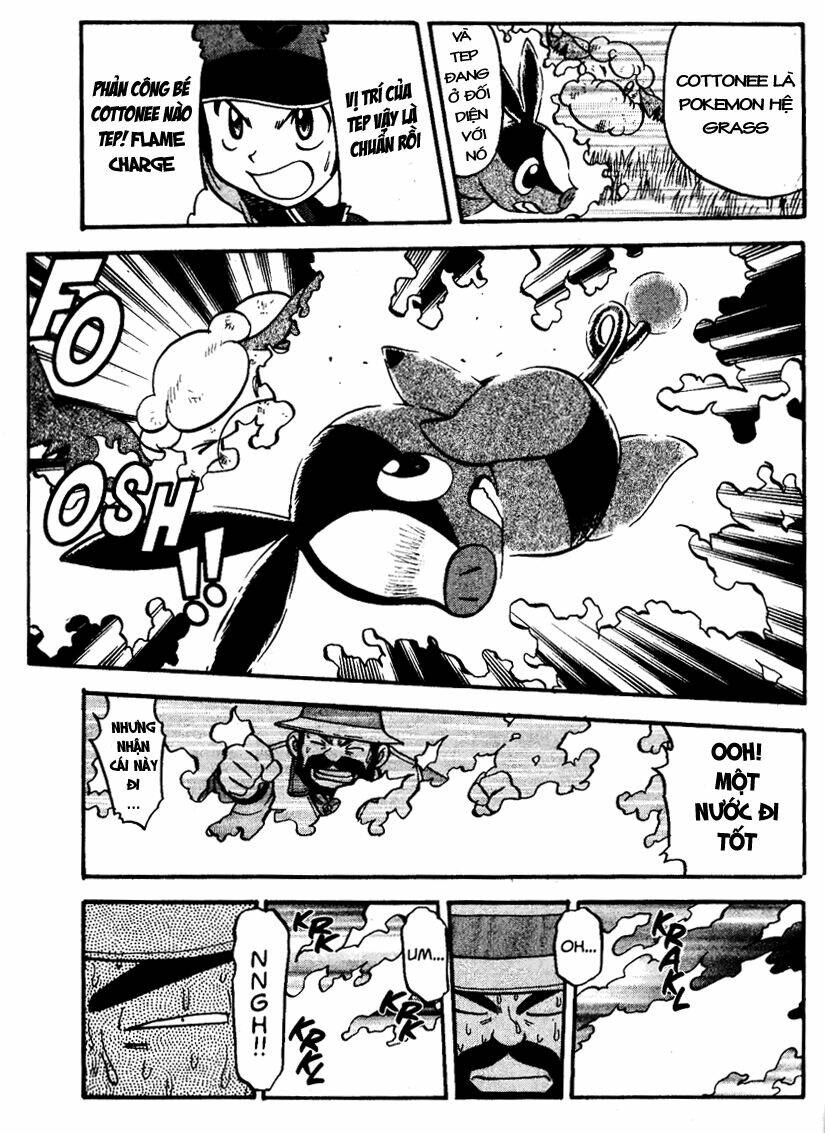 COTTONEE LÀ
POKEMON HỆ
GRASS
VÀ
TEP
ĐANG
Ở ĐỐI
DIỆN
VỚI
NÓ
VỊ TRÍ CỦA
TEP VẬY LÀ
CHUẨN RỒI
PHẢN CÔNG BÉ
COTTONEE NÀO
TEP! FLAME
CHARGE
FO
OSH
!!
OOH!
MỘT
NƯỚC ĐI
TỐT
NHƯNG
NHẬN
CÁI NÀY
ĐI
...
KRAKL
OH...
UM...
KRK
KRK
KRKL
NNGH!!